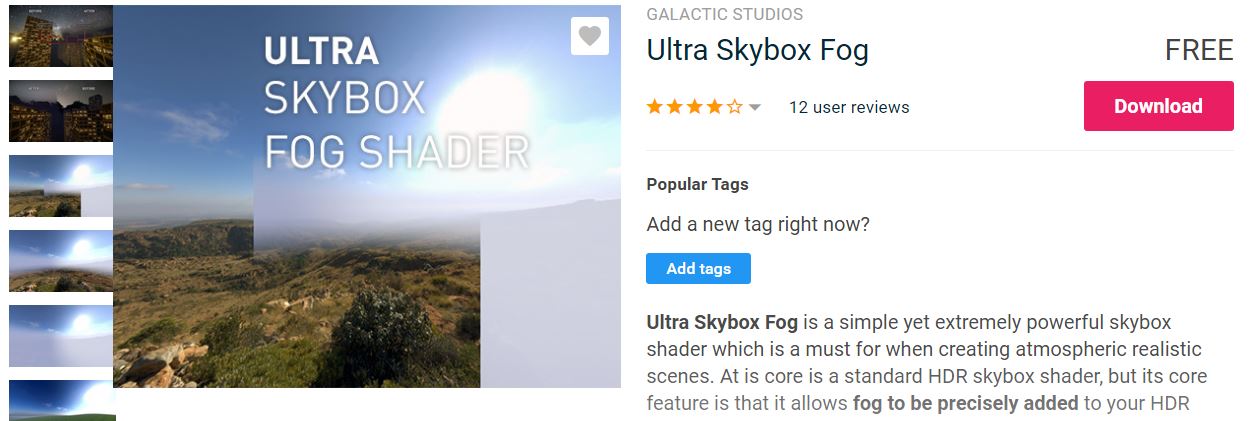 GALACTIC STUDIOS
Ultra Skybox Fog
FREE
12 user reviews
Download
ULTRA
SKYBOX
FOG SHADER
Popular Tags
Add a new tag right now?
Add tags
Ultra Skybox Fog is a simple yet extremely powerful skybox
shader which is a must for when creating atmospheric realistic
scenes. At is core is a standard HDR skybox shader, but its core
feature is that it allows fog to be precisely added to your HDR